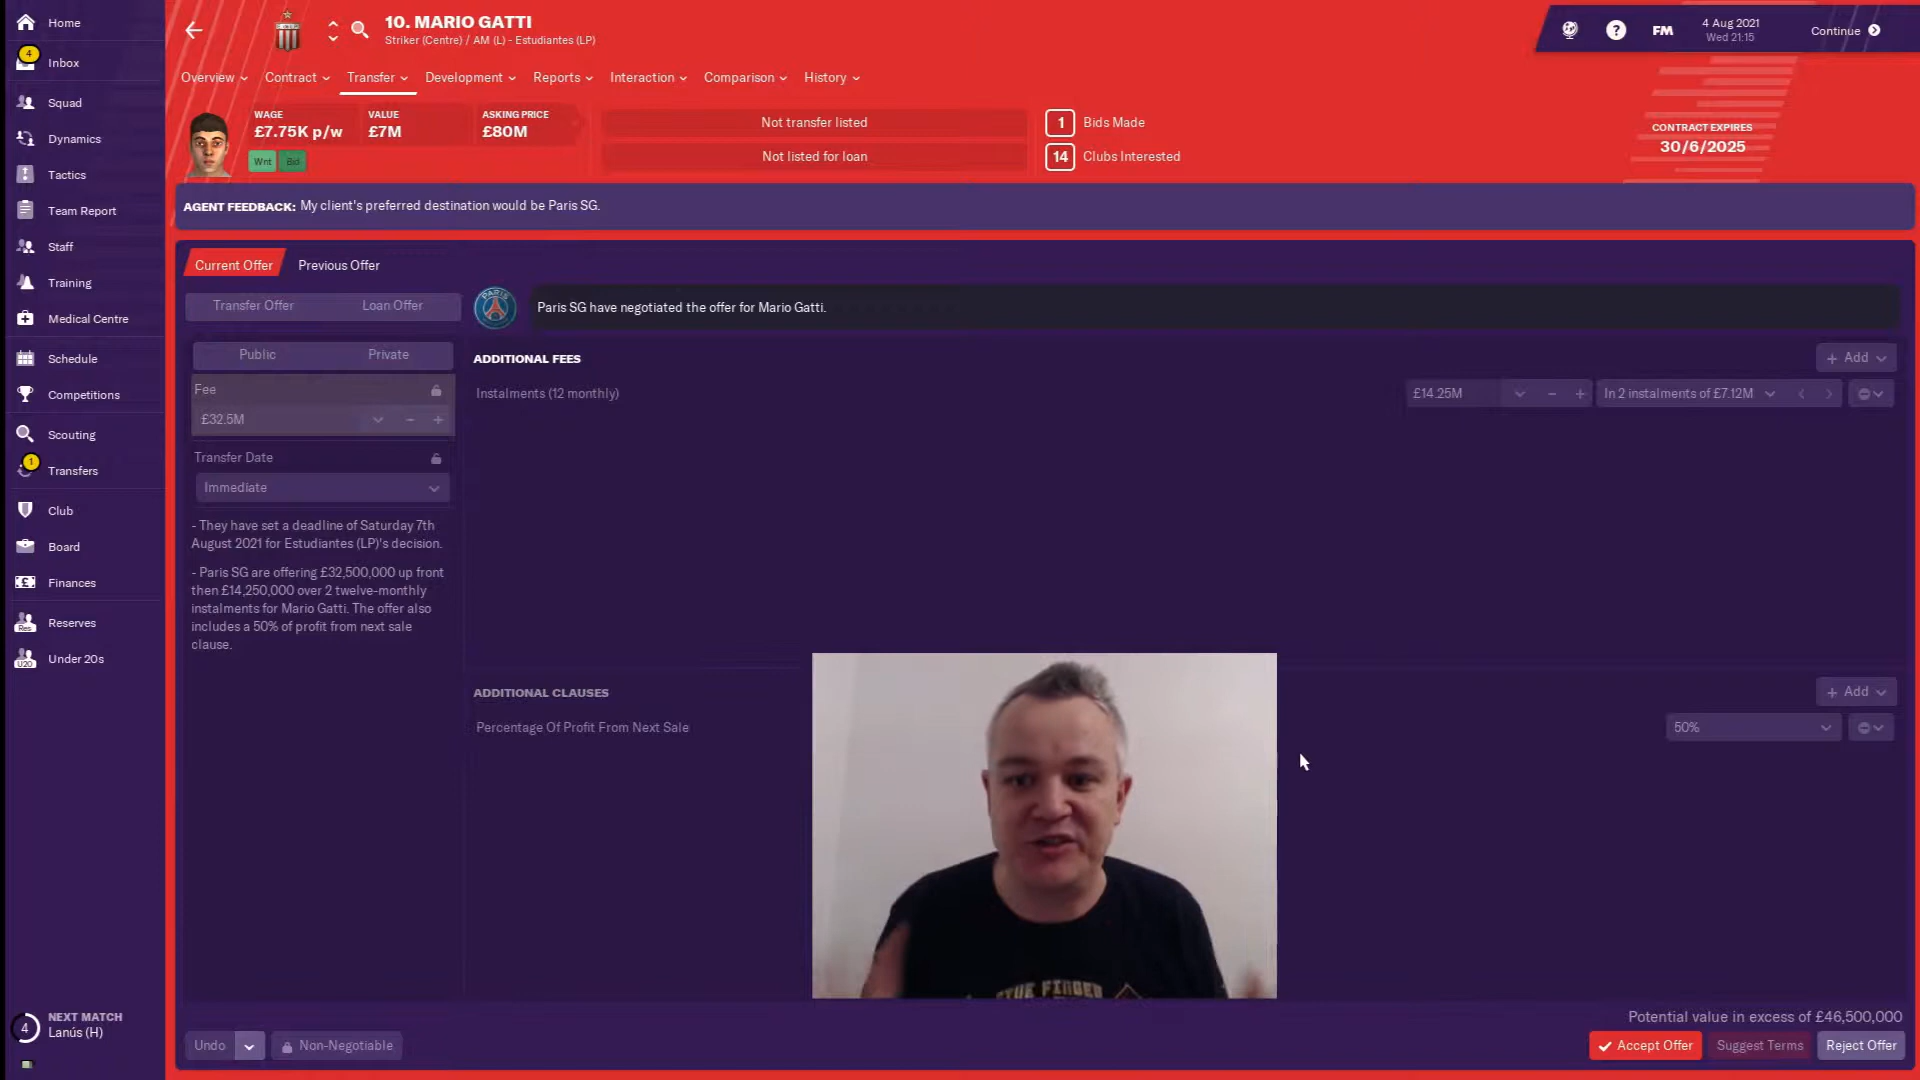 Home
4
Inbox
Squad
Dynamics
Tactics
Team Report
Staff
Training
Medical Centre
Schedule
Competitions
Scouting
1
Transfers
Club
Board
Finances
Res
Reserves
U20
Under 20s
4
NEXT MATCH
Lanús (H)
10. MARIO GATTI
Striker (Centre) / AM (L) - Estudiantes (LP)
?
FM
4 Aug 2021
Wed 21:15
Continue
Overview
Contract
Transfer
Development
Reports
Interaction
Comparison
History
WAGE
£7.75K p/w
VALUE
£7M
ASKING PRICE
£80M
Wnt
Bid
Not transfer listed
Not listed for loan
1 Bids Made
14 Clubs Interested
CONTRACT EXPIRES
30/6/2025
AGENT FEEDBACK: My client's preferred destination would be Paris SG.
Current Offer
Previous Offer
Transfer Offer
Loan Offer
PARIS
Paris SG have negotiated the offer for Mario Gatti.
Public
Private
Fee
£32.5M
Transfer Date
Immediate
- They have set a deadline of Saturday 7th
August 2021 for Estudiantes (LP)'s decision.
- Paris SG are offering £32,500,000 up front
then £14,250,000 over 2 twelve-monthly
instalments for Mario Gatti. The offer also
includes a 50% of profit from next sale
clause.
ADDITIONAL FEES
+ Add
Instalments (12 monthly)
£14.25M
In 2 instalments of £7.12M
ADDITIONAL CLAUSES
+ Add
Percentage Of Profit From Next Sale
50%
Potential value in excess of £46,500,000
Undo
Non-Negotiable
Accept Offer
Suggest Terms
Reject Offer